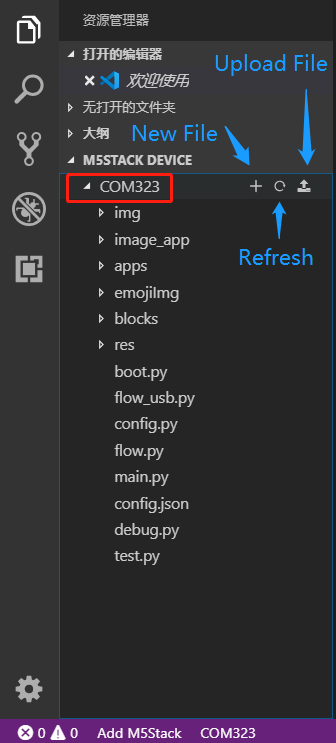 资源管理器
打开的编辑器
Upload File
欢迎使用
无打开的文件夹
大纲
New File
M5STACK DEVICE
COM323
img
Refresh
image_app
apps
emojiImg
blocks
res
boot.py
flow_usb.py
config.py
flow.py
main.py
config.json
debug.py
test.py
0 0 Add M5Stack COM323